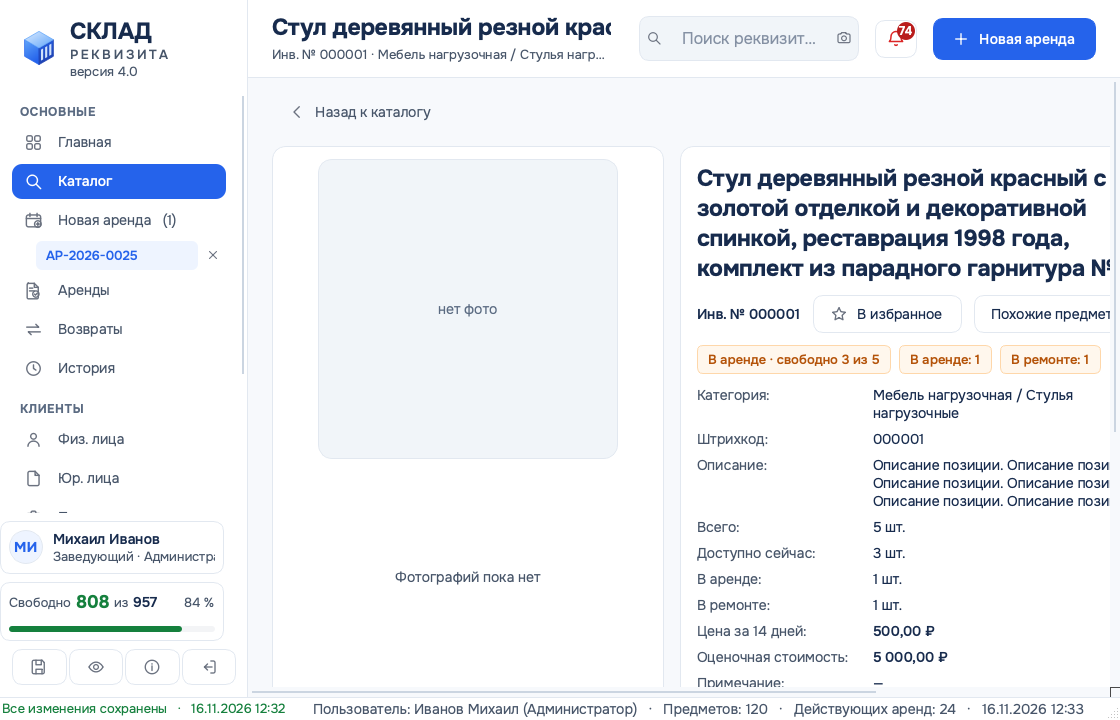 СКЛАД
РЕКВИЗИТА
версия 4.0
ОСНОВНЫЕ
Главная
Каталог
Новая аренда (1)
АР-2026-0025
Аренды
Возвраты
История
КЛИЕНТЫ
Физ. лица
Юр. лица
МИ
Михаил Иванов
Заведующий · Администра
Свободно 808 из 957 84 %
Стул деревянный резной крас
Инв. № 000001 · Мебель нагрузочная / Стулья нагр...
Поиск реквизит...
74
Новая аренда
Назад к каталогу
нет фото
Фотографий пока нет
Стул деревянный резной красный с
золотой отделкой и декоративной
спинкой, реставрация 1998 года,
комплект из парадного гарнитура №
Инв. № 000001
В избранное
Похожие предмет
В аренде · свободно 3 из 5
В аренде: 1
В ремонте: 1
Категория: Мебель нагрузочная / Стулья
нагрузочные
Штрихкод: 000001
Описание: Описание позиции. Описание пози
Описание позиции. Описание пози
Описание позиции. Описание пози
Всего: 5 шт.
Доступно сейчас: 3 шт.
В аренде: 1 шт.
В ремонте: 1 шт.
Цена за 14 дней: 500,00 ₽
Оценочная стоимость: 5 000,00 ₽
Примечание: —
Все изменения сохранены · 16.11.2026 12:32
Пользователь: Иванов Михаил (Администратор) · Предметов: 120 · Действующих аренд: 24 · 16.11.2026 12:33